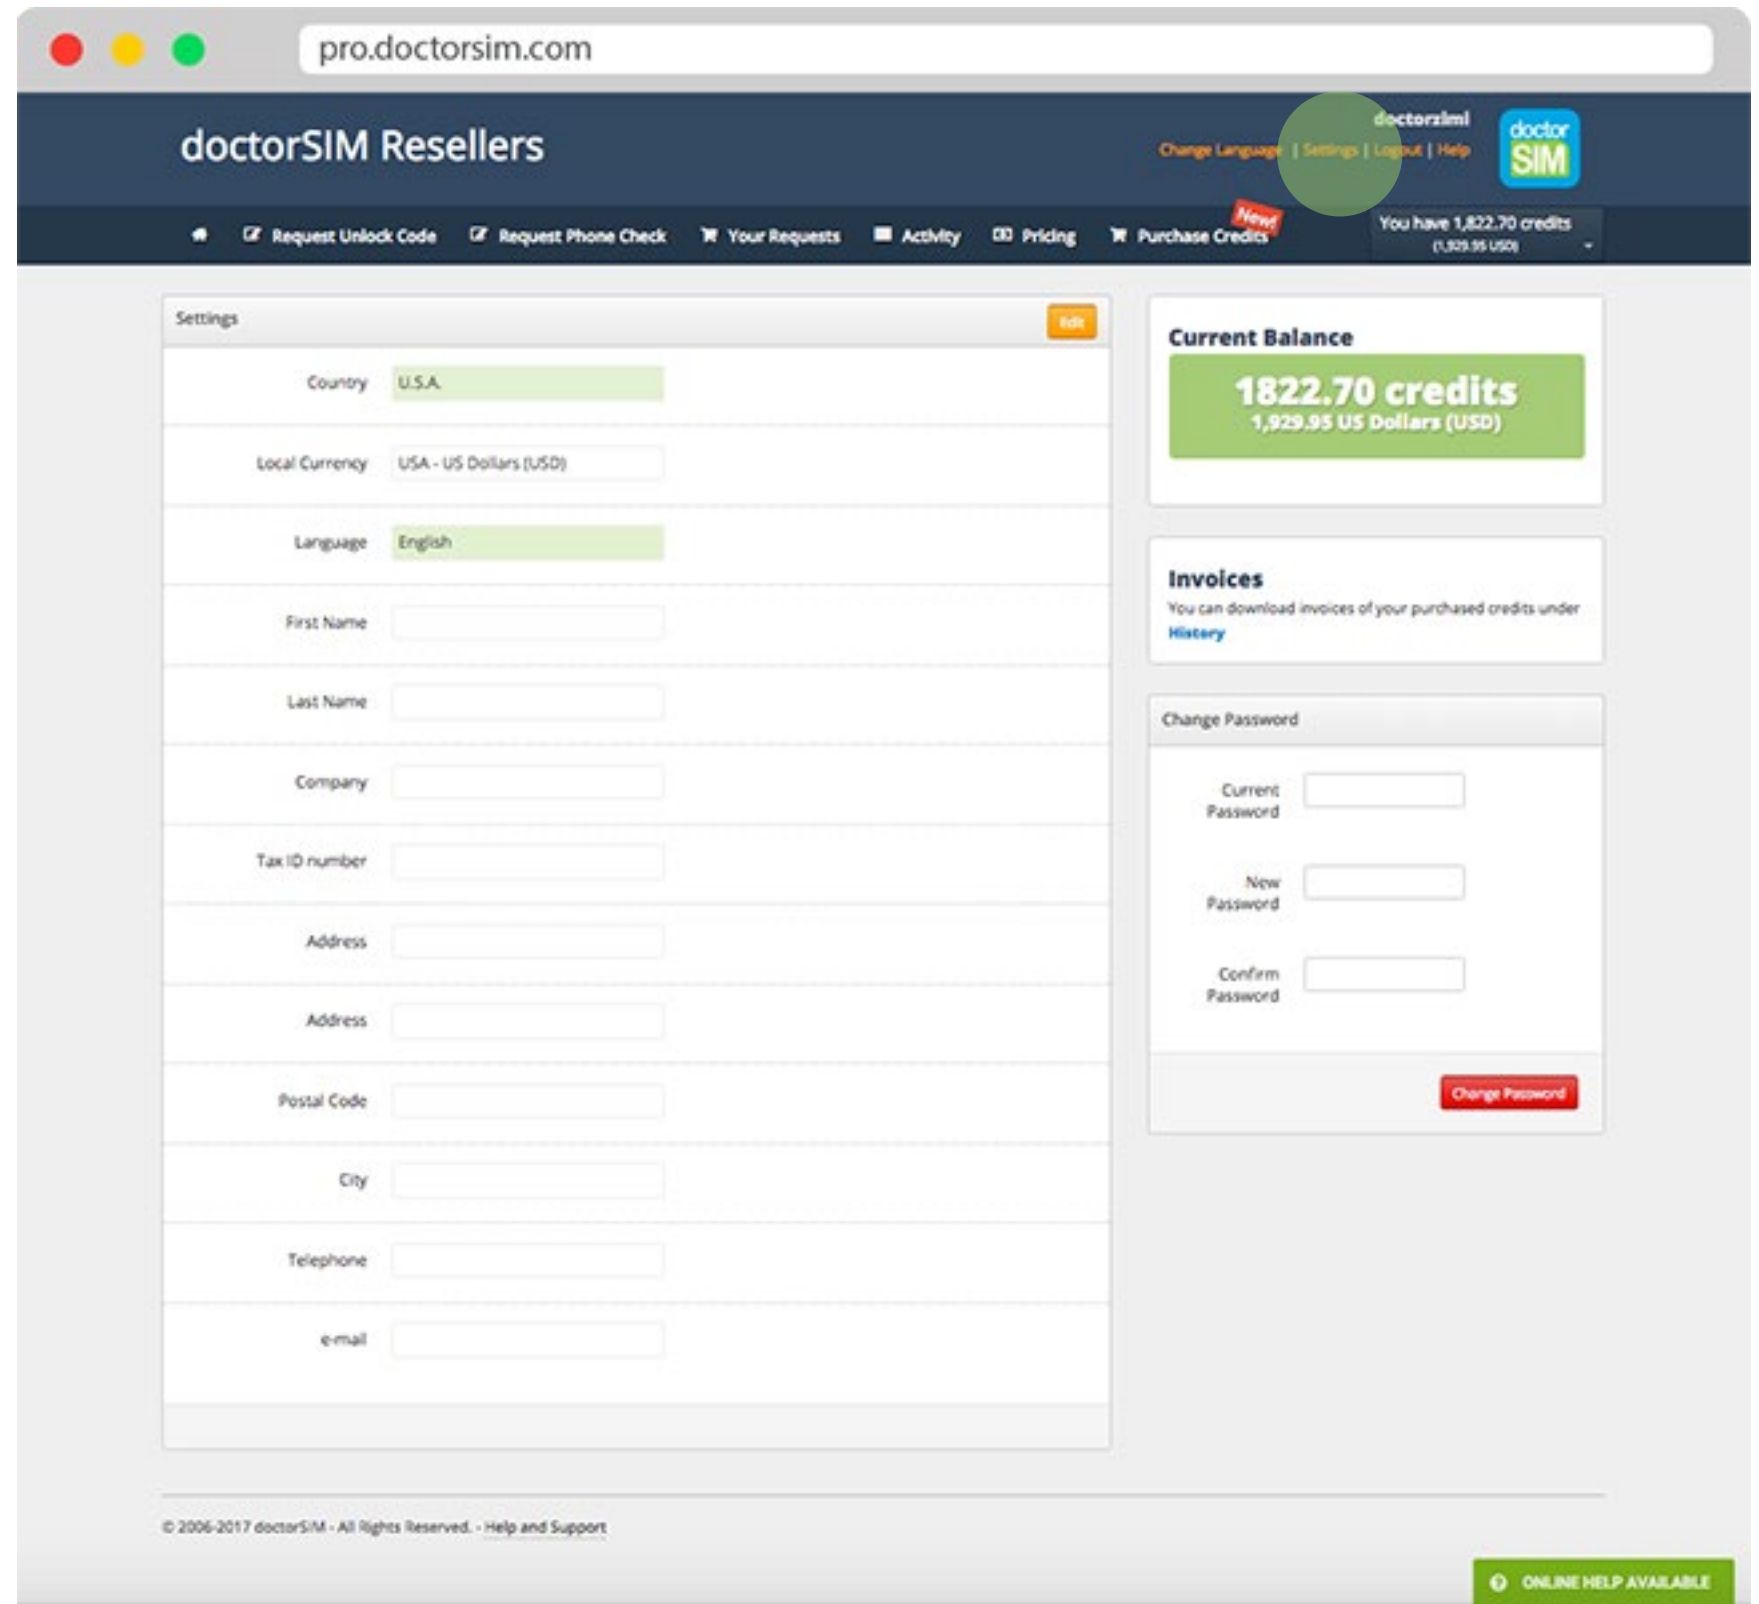 pro.doctorsim.com
doctorSIM Resellers
doctorsim1
Change Language | Settings | Logout | Help
doctor
SIM
Request Unlock Code Request Phone Check Your Requests Activity Pricing Purchase Credits
New!
You have 1,822.70 credits
(1,929.95 USD)
Settings
Edit
Country U.S.A.
Local Currency USA - US Dollars (USD)
Language English
First Name
Last Name
Company
Tax ID number
Address
Address
Postal Code
City
Telephone
e-mail
Current Balance
1822.70 credits
1,929.95 US Dollars (USD)
Invoices
You can download invoices of your purchased credits under
History
Change Password
Current
Password
New
Password
Confirm
Password
Change Password
© 2006-2017 doctorSIM - All Rights Reserved. - Help and Support
ONLINE HELP AVAILABLE